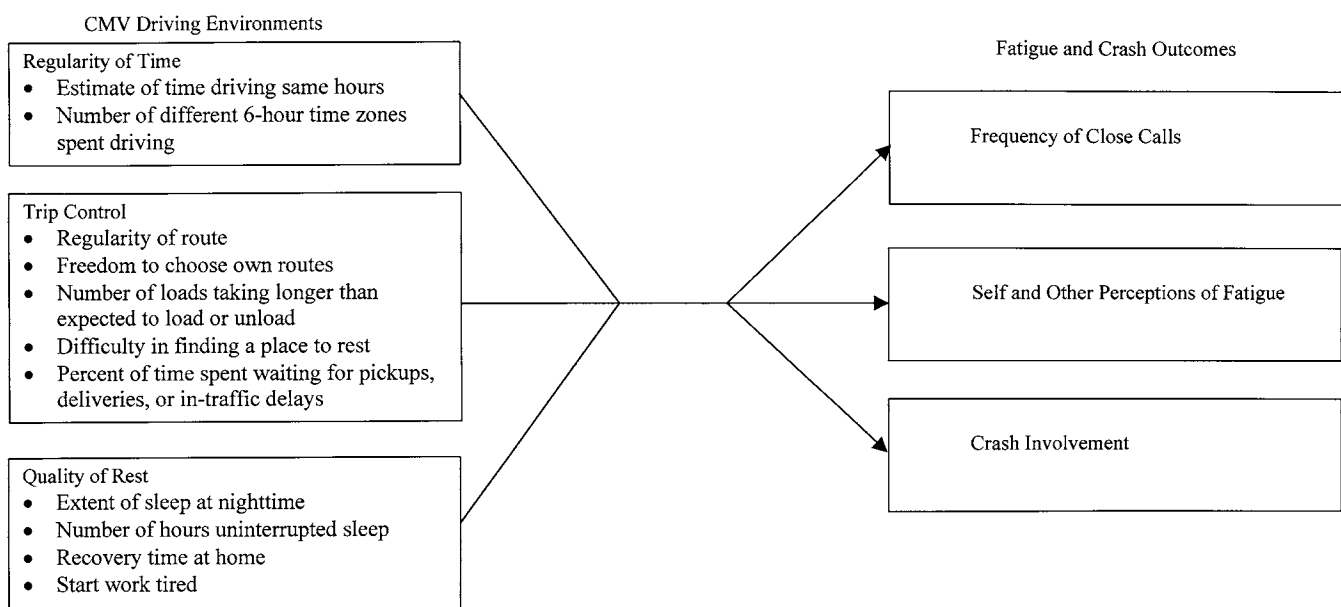 CMV Driving Environments
Regularity of Time
• Estimate of time driving same hours
• Number of different 6-hour time zones
spent driving
Trip Control
• Regularity of route
• Freedom to choose own routes
• Number of loads taking longer than
expected to load or unload
• Difficulty in finding a place to rest
• Percent of time spent waiting for pickups,
deliveries, or in-traffic delays
Quality of Rest
• Extent of sleep at nighttime
• Number of hours uninterrupted sleep
• Recovery time at home
• Start work tired
Fatigue and Crash Outcomes
Frequency of Close Calls
Self and Other Perceptions of Fatigue
Crash Involvement